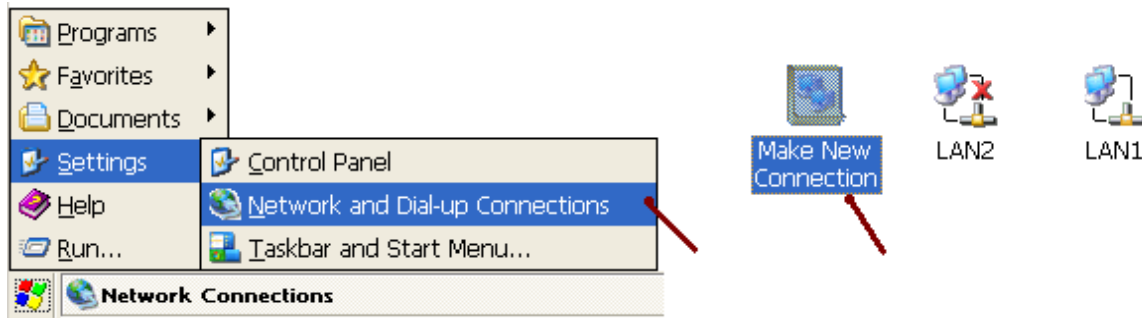 Programs
Favorites
Documents
Settings
Help
Run...
Control Panel
Network and Dial-up Connections
Taskbar and Start Menu...
Network Connections
Make New
Connection
LAN2
LAN1